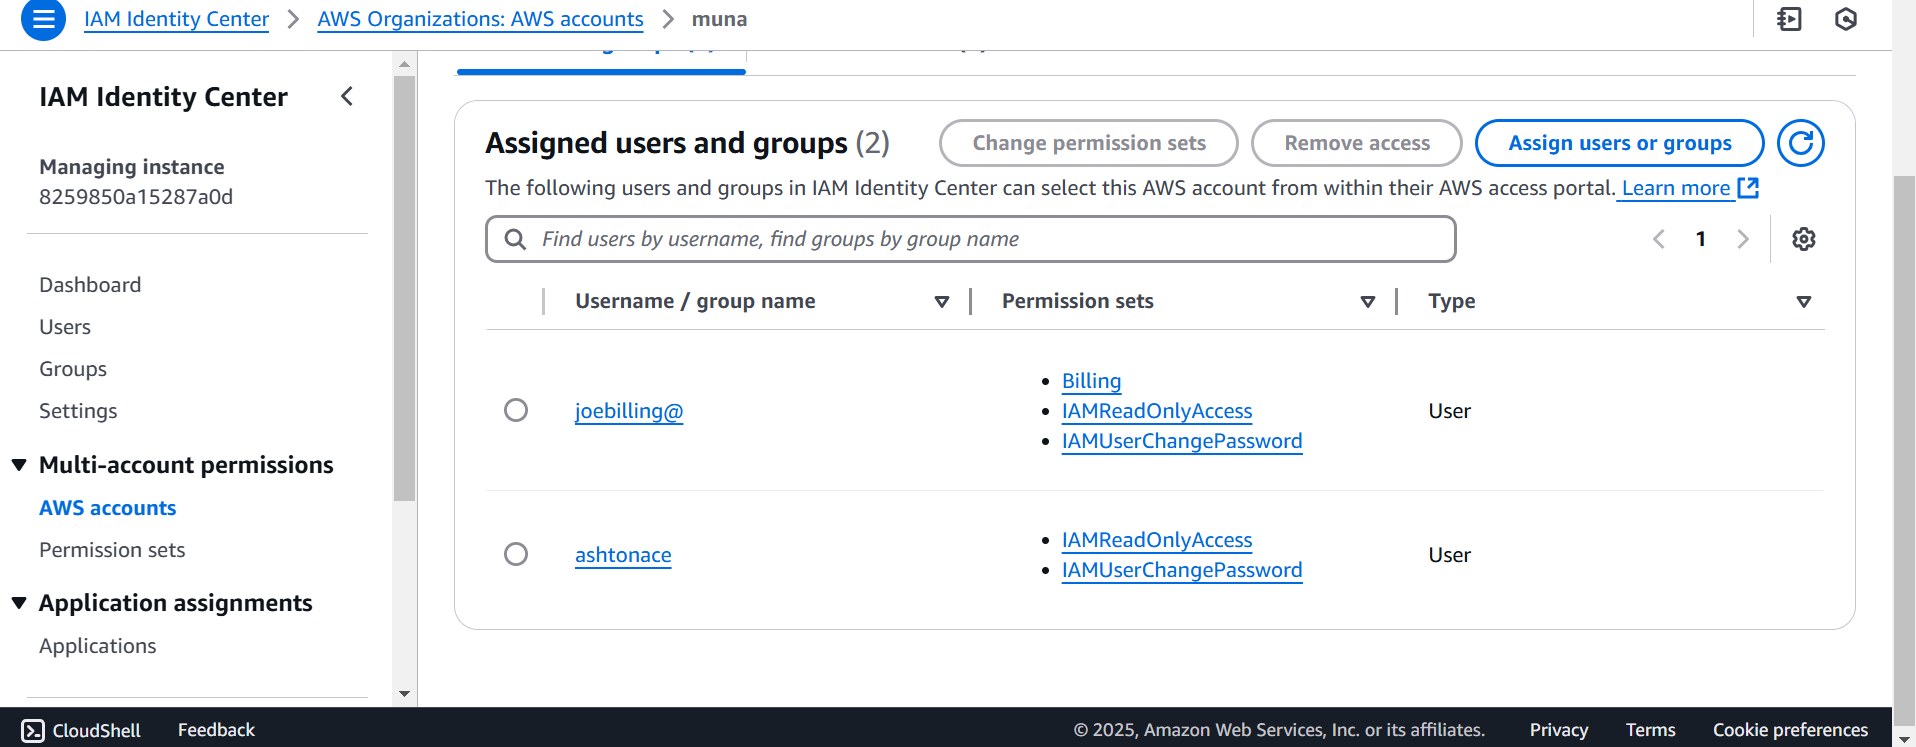 IAM Identity Center > AWS Organizations: AWS accounts > muna
IAM Identity Center
Managing instance
8259850a15287a0d
Dashboard
Users
Groups
Settings
Multi-account permissions
AWS accounts
Permission sets
Application assignments
Applications
Assigned users and groups (2)
Change permission sets
Remove access
Assign users or groups
The following users and groups in IAM Identity Center can select this AWS account from within their AWS access portal. Learn more
Find users by username, find groups by group name
1
Username / group name Permission sets Type
joebilling@
Billing
IAMReadOnlyAccess
IAMUserChangePassword
User
ashtonace
IAMReadOnlyAccess
IAMUserChangePassword
User
CloudShell Feedback © 2025, Amazon Web Services, Inc. or its affiliates. Privacy Terms Cookie preferences